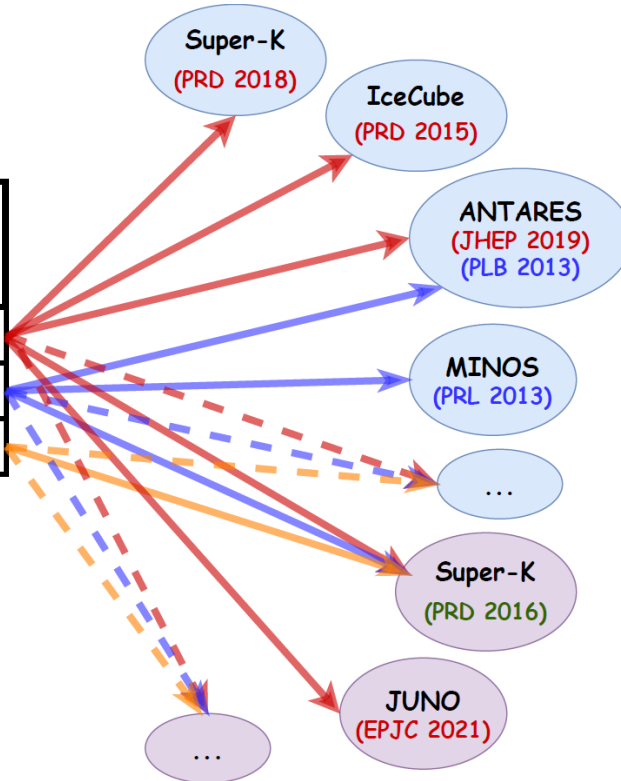 Super-K
(PRD 2018)
IceCube
(PRD 2015)
ANTARES
(JHEP 2019)
(PLB 2013)
MINOS
(PRL 2013)
...
Super-K
(PRD 2016)
JUNO
(EPJC 2021)
...